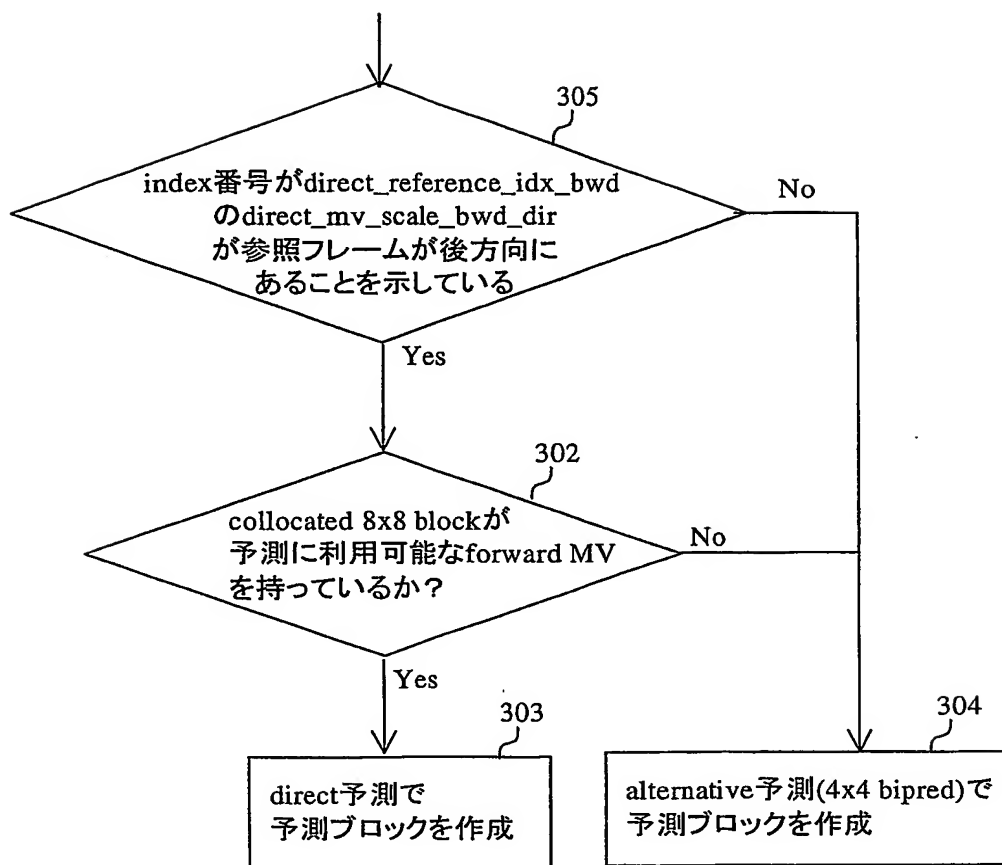 305
index番号がdirect_reference_idx_bwd
のdirect_mv_scale_bwd_dir
が参照フレームが後方向に
あることを示している
No
Yes
302
collocated 8x8 blockが
予測に利用可能なforward MV
を持っているか？
No
Yes
303
direct予測で
予測ブロックを作成
304
alternative予測(4x4 bipred)で
予測ブロックを作成